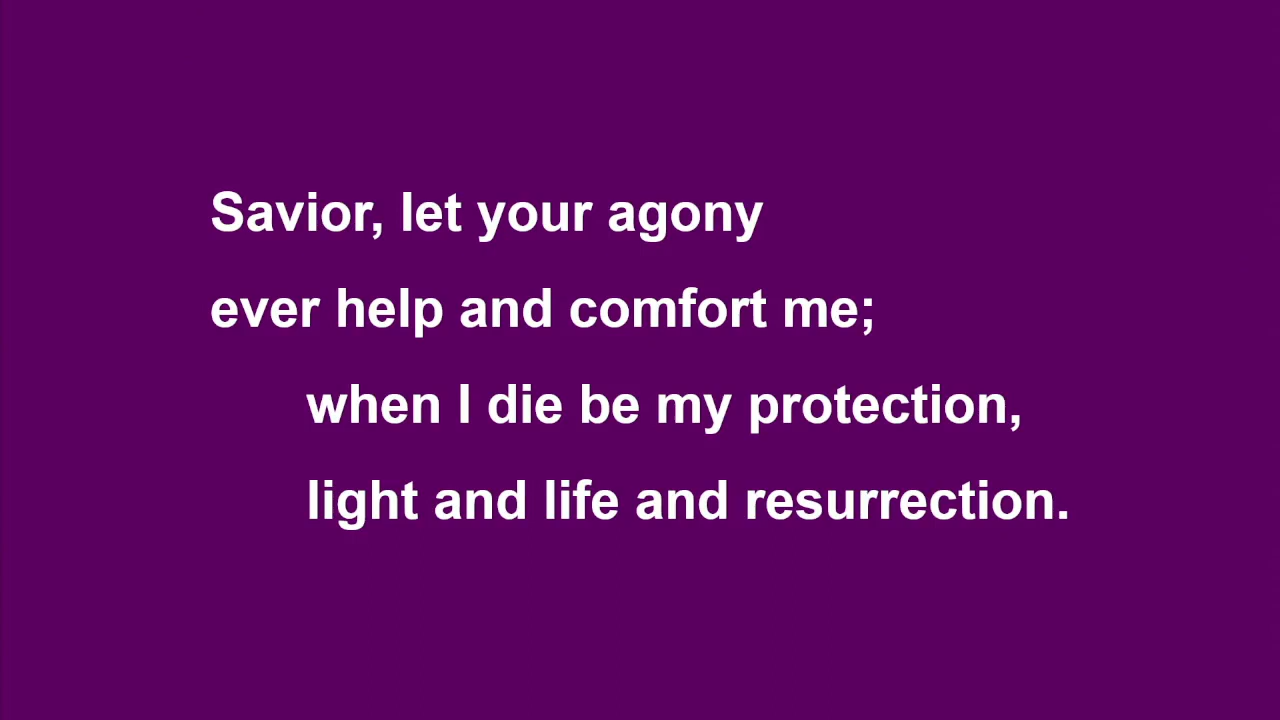 Savior, let your agony
ever help and comfort me;
when I die be my protection,
light and life and resurrection.